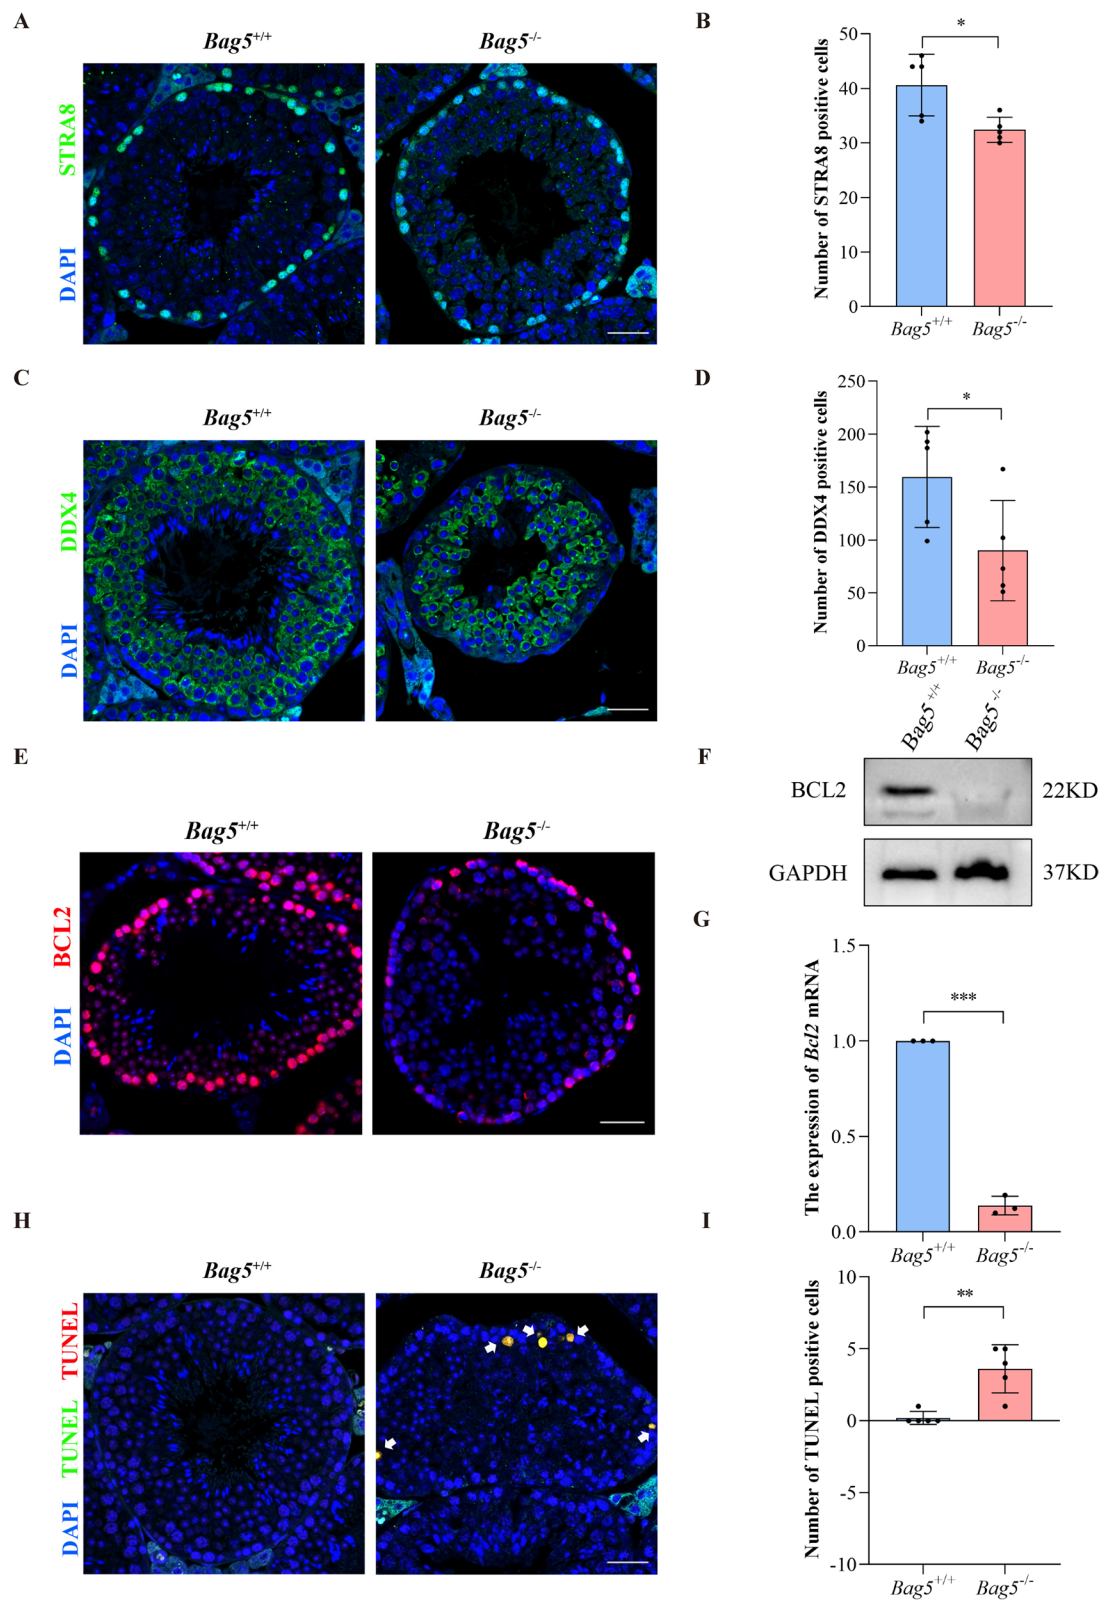 A
Bag5+/+
Bag5-/-
STRA8
DAPI
B
Number of STRA8 positive cells
50
40
30
20
10
0
*
Bag5+/+
Bag5-/-
C
Bag5+/+
Bag5-/-
DDX4
DAPI
D
Number of DDX4 positive cells
250
200
150
100
50
0
*
Bag5+/+
Bag5-/-
E
Bag5+/+
Bag5-/-
BCL2
DAPI
F
Bag5+/+
Bag5-/-
BCL2
22KD
GAPDH
37KD
G
The expression of Bcl2 mRNA
1.5
1.0
0.5
0.0
***
Bag5+/+
Bag5-/-
H
Bag5+/+
Bag5-/-
TUNEL
TUNEL
DAPI
I
Number of TUNEL positive cells
10
5
0
-5
-10
**
Bag5+/+
Bag5-/-